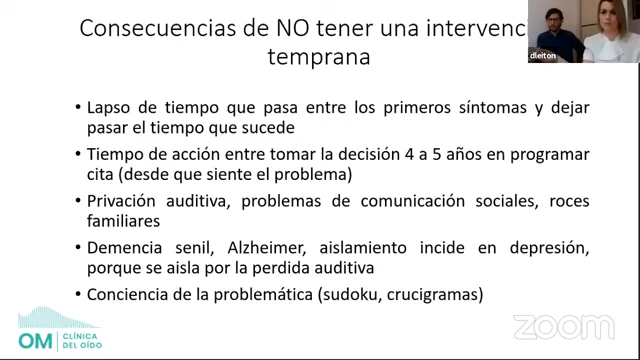 Consecuencias de NO tener una intervenci
temprana
dleiton
• Lapso de tiempo que pasa entre los primeros síntomas y dejar
pasar el tiempo que sucede
• Tiempo de acción entre tomar la decisión 4 a 5 años en programar
cita (desde que siente el problema)
• Privación auditiva, problemas de comunicación sociales, roces
familiares
• Demencia senil, Alzheimer, aislamiento incide en depresión,
porque se aisla por la perdida auditiva
• Conciencia de la problemática (sudoku, crucigramas)
OM CLÍNICA
DEL OÍDO
zoom